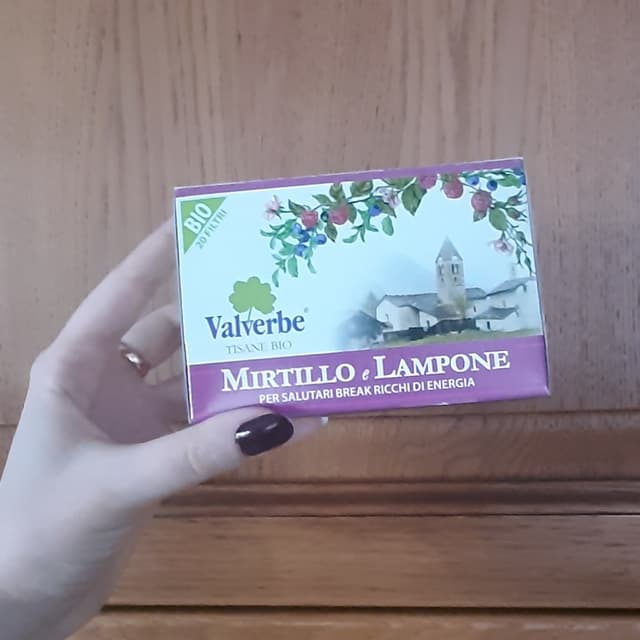 BIO
20 FILTRI
Valverbe®
TISANE BIO
MIRTILLO e LAMPONE
PER SALUTARI BREAK RICCHI DI ENERGIA